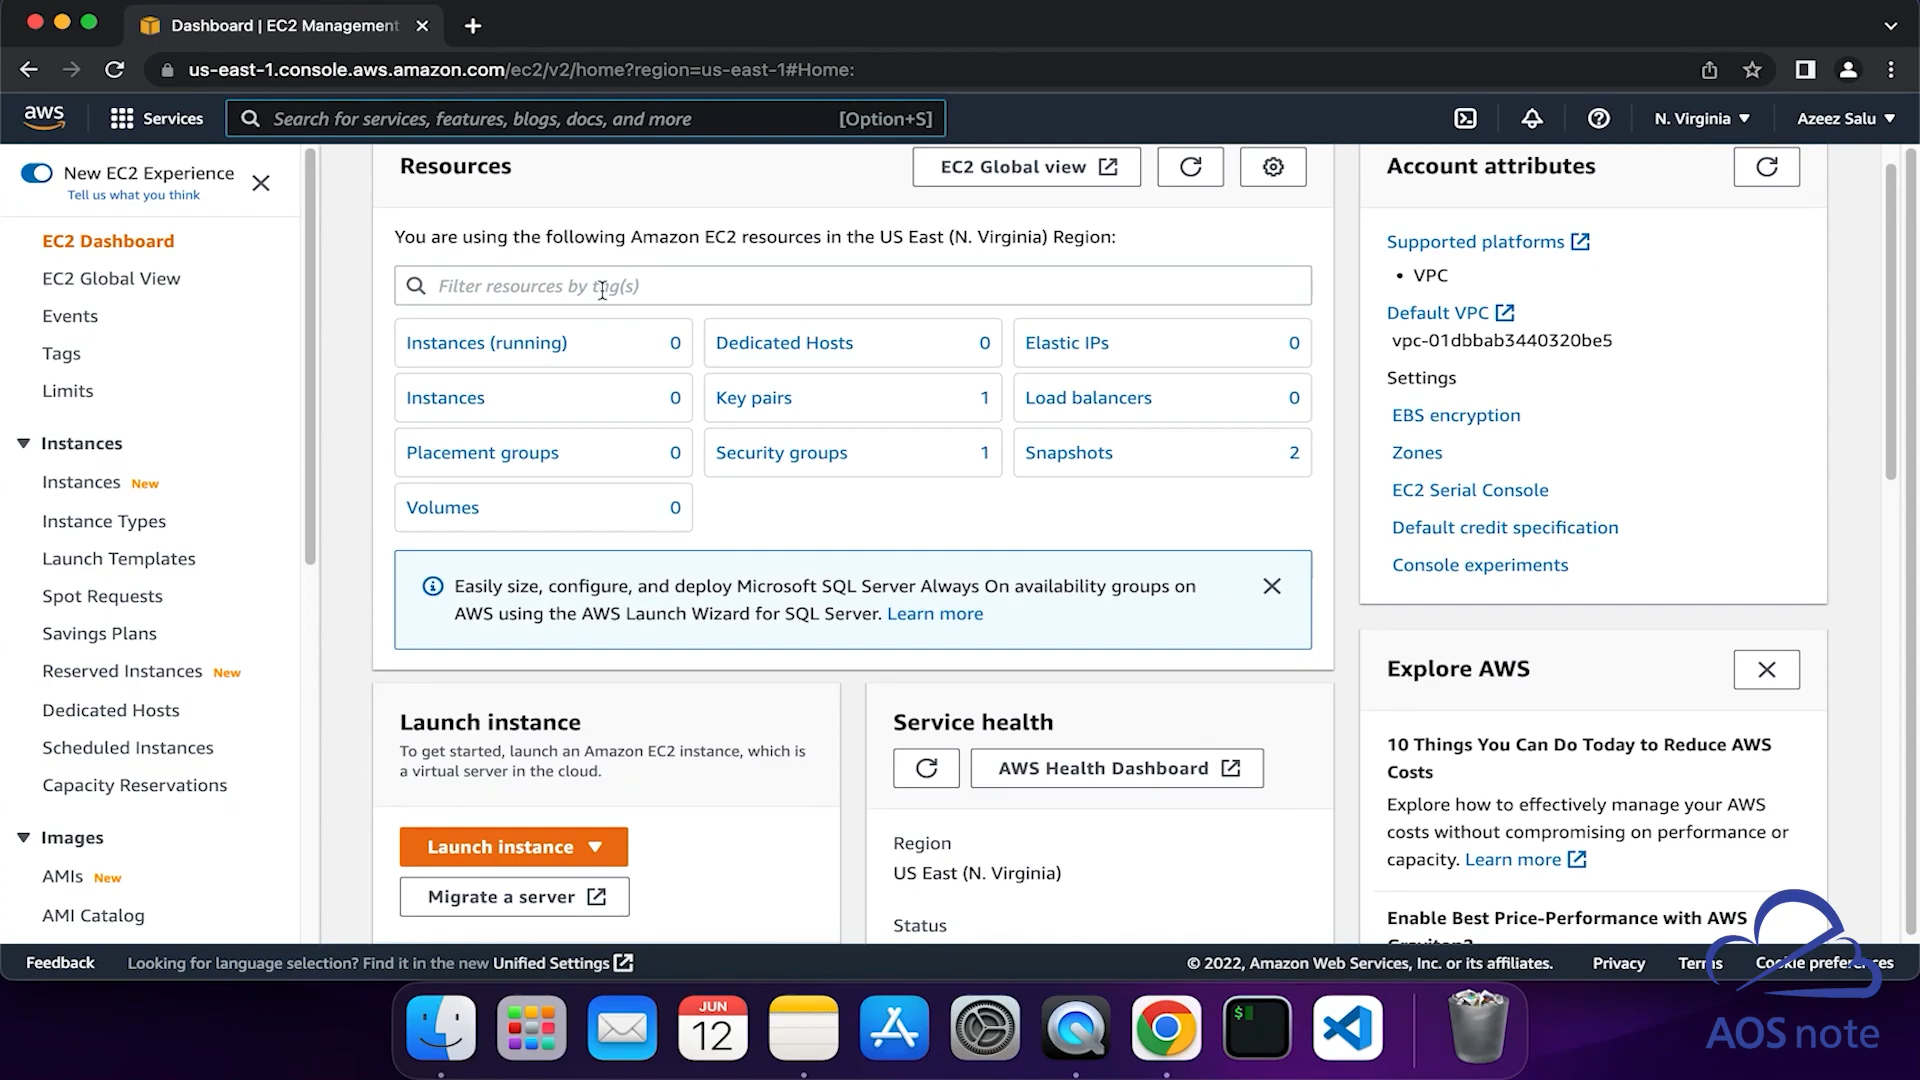 Dashboard | EC2 Management
us-east-1.console.aws.amazon.com/ec2/v2/home?region=us-east-1#Home:
aws
Services
Search for services, features, blogs, docs, and more
[Option+S]
N. Virginia
Azeez Salu
New EC2 Experience
Tell us what you think
EC2 Dashboard
EC2 Global View
Events
Tags
Limits
Instances
Instances New
Instance Types
Launch Templates
Spot Requests
Savings Plans
Reserved Instances New
Dedicated Hosts
Scheduled Instances
Capacity Reservations
Images
AMIs New
AMI Catalog
Resources
EC2 Global view
You are using the following Amazon EC2 resources in the US East (N. Virginia) Region:
Filter resources by tag(s)
Instances (running) 0
Dedicated Hosts 0
Elastic IPs 0
Instances 0
Key pairs 1
Load balancers 0
Placement groups 0
Security groups 1
Snapshots 2
Volumes 0
Easily size, configure, and deploy Microsoft SQL Server Always On availability groups on
AWS using the AWS Launch Wizard for SQL Server. Learn more
Launch instance
To get started, launch an Amazon EC2 instance, which is
a virtual server in the cloud.
Launch instance
Migrate a server
Service health
AWS Health Dashboard
Region
US East (N. Virginia)
Status
Account attributes
Supported platforms
• VPC
Default VPC
vpc-01dbbab3440320be5
Settings
EBS encryption
Zones
EC2 Serial Console
Default credit specification
Console experiments
Explore AWS
10 Things You Can Do Today to Reduce AWS
Costs
Explore how to effectively manage your AWS
costs without compromising on performance or
capacity. Learn more
Enable Best Price-Performance with AWS
Feedback
Looking for language selection? Find it in the new Unified Settings
© 2022, Amazon Web Services, Inc. or its affiliates.
Privacy
Terms
Cookie preferences
JUN
12
$
AOS note